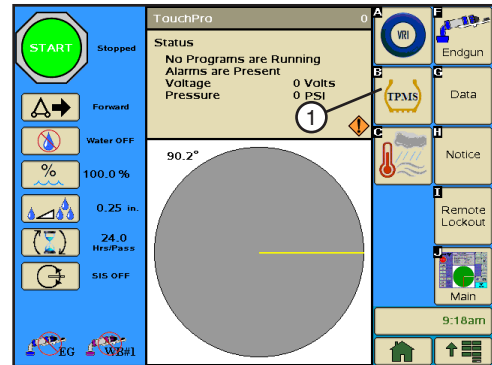 TouchPro 0
START
Stopped
Status
No Programs are Running
Alarms are Present
Voltage 0 Volts
Pressure 0 PSI
1
Forward
Water OFF
%
100.0 %
0.25 in.
24.0
Hrs/Pass
SIS OFF
EG
WB#1
90.2°
A
VRI
F
Endgun
B
TPMS
G
Data
C
H
Notice
I
Remote
Lockout
J
Main
9:18am